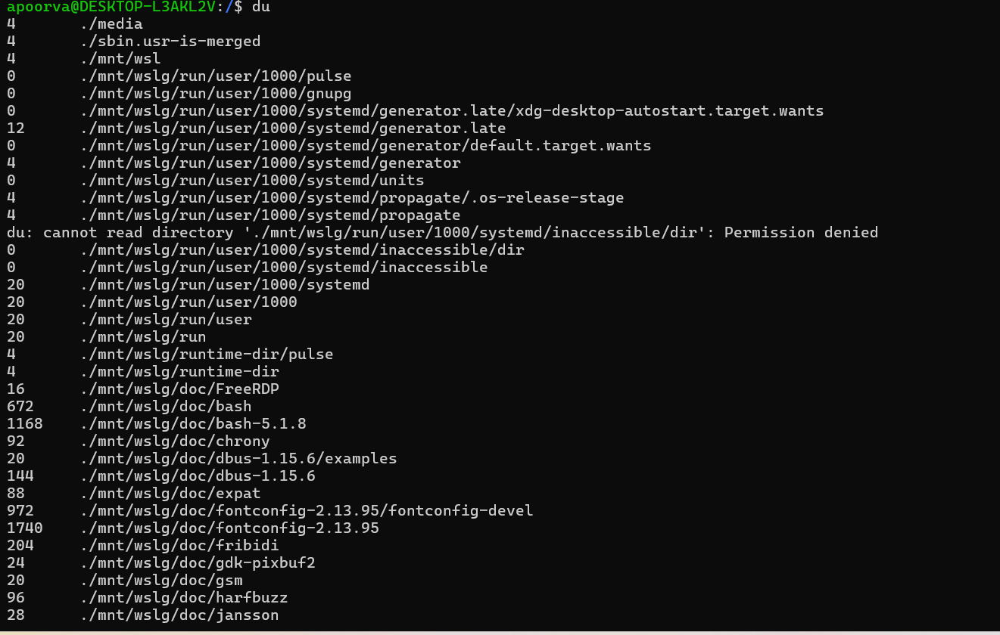 apoorva@DESKTOP-L3AKL2V:/$ du
4       ./media
4       ./sbin.usr-is-merged
4       ./mnt/wsl
0       ./mnt/wslg/run/user/1000/pulse
0       ./mnt/wslg/run/user/1000/gnupg
0       ./mnt/wslg/run/user/1000/systemd/generator.late/xdg-desktop-autostart.target.wants
12      ./mnt/wslg/run/user/1000/systemd/generator.late
0       ./mnt/wslg/run/user/1000/systemd/generator/default.target.wants
4       ./mnt/wslg/run/user/1000/systemd/generator
0       ./mnt/wslg/run/user/1000/systemd/units
4       ./mnt/wslg/run/user/1000/systemd/propagate/.os-release-stage
4       ./mnt/wslg/run/user/1000/systemd/propagate
du: cannot read directory './mnt/wslg/run/user/1000/systemd/inaccessible/dir': Permission denied
0       ./mnt/wslg/run/user/1000/systemd/inaccessible/dir
0       ./mnt/wslg/run/user/1000/systemd/inaccessible
20      ./mnt/wslg/run/user/1000/systemd
20      ./mnt/wslg/run/user/1000
20      ./mnt/wslg/run/user
20      ./mnt/wslg/run
4       ./mnt/wslg/runtime-dir/pulse
4       ./mnt/wslg/runtime-dir
16      ./mnt/wslg/doc/FreeRDP
672     ./mnt/wslg/doc/bash
1168    ./mnt/wslg/doc/bash-5.1.8
92      ./mnt/wslg/doc/chrony
20      ./mnt/wslg/doc/dbus-1.15.6/examples
144     ./mnt/wslg/doc/dbus-1.15.6
88      ./mnt/wslg/doc/expat
972     ./mnt/wslg/doc/fontconfig-2.13.95/fontconfig-devel
1740    ./mnt/wslg/doc/fontconfig-2.13.95
204     ./mnt/wslg/doc/fribidi
24      ./mnt/wslg/doc/gdk-pixbuf2
20      ./mnt/wslg/doc/gsm
96      ./mnt/wslg/doc/harfbuzz
28      ./mnt/wslg/doc/jansson